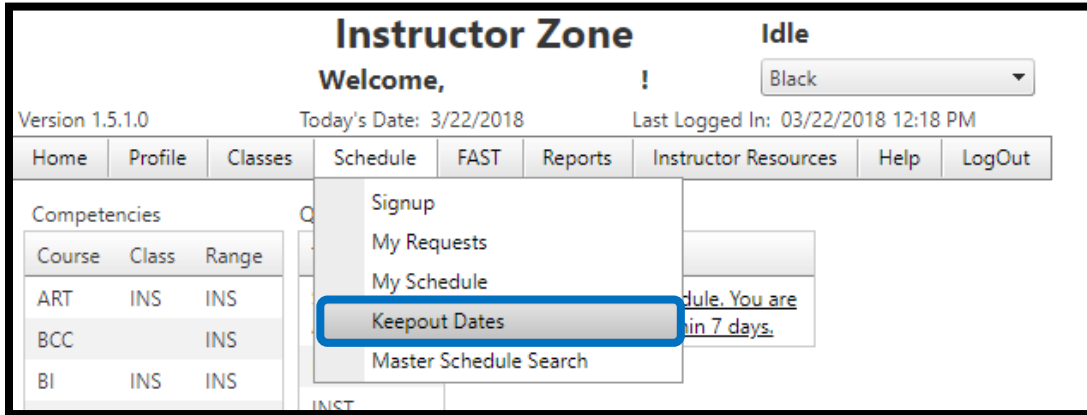 Instructor Zone
Idle
Welcome, !
Black
Version 1.5.1.0
Today's Date: 3/22/2018
Last Logged In: 03/22/2018 12:18 PM
Home Profile Classes Schedule FAST Reports Instructor Resources Help LogOut
Signup
My Requests
My Schedule
Keepout Dates
Master Schedule Search
Competencies
Course Class Range
ART INS INS
BCC INS
BI INS INS
You are
7 days.